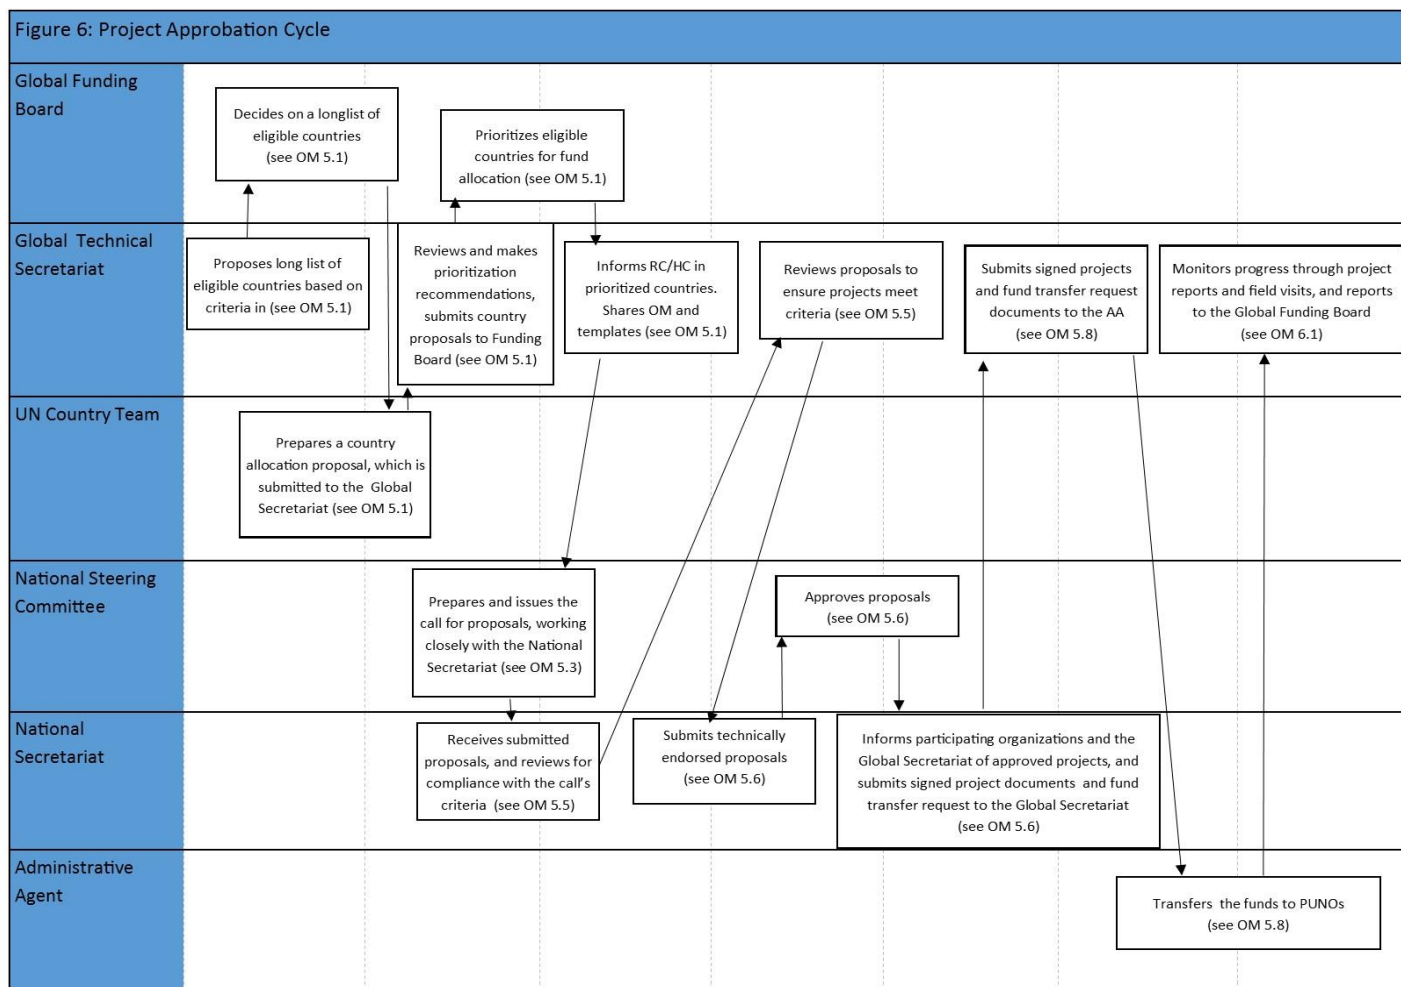 Figure 6: Project Approbation Cycle
Global Funding
Board
Decides on a longlist of
eligible countries
(see OM 5.1)
Prioritizes eligible
countries for fund
allocation (see OM 5.1)
Global Technical
Secretariat
Proposes long list of
eligible countries based on
criteria in (see OM 5.1)
Reviews and makes
prioritization
recommendations,
submits country
proposals to Funding
Board (see OM 5.1)
Informs RC/HC in
prioritized countries.
Shares OM and
templates (see OM 5.1)
Reviews proposals to
ensure projects meet
criteria (see OM 5.5)
Submits signed projects
and fund transfer request
documents to the AA
(see OM 5.8)
Monitors progress through project
reports and field visits, and reports
to the Global Funding Board
(see OM 6.1)
UN Country Team
Prepares a country
allocation proposal, which is
submitted to the Global
Secretariat (see OM 5.1)
National Steering
Committee
Prepares and issues the
call for proposals, working
closely with the National
Secretariat (see OM 5.3)
Approves proposals
(see OM 5.6)
National
Secretariat
Receives submitted
proposals, and reviews for
compliance with the call's
criteria (see OM 5.5)
Submits technically
endorsed proposals
(see OM 5.6)
Informs participating organizations and the
Global Secretariat of approved projects, and
submits signed project documents and fund
transfer request to the Global Secretariat
(see OM 5.6)
Administrative
Agent
Transfers the funds to PUNOs
(see OM 5.8)